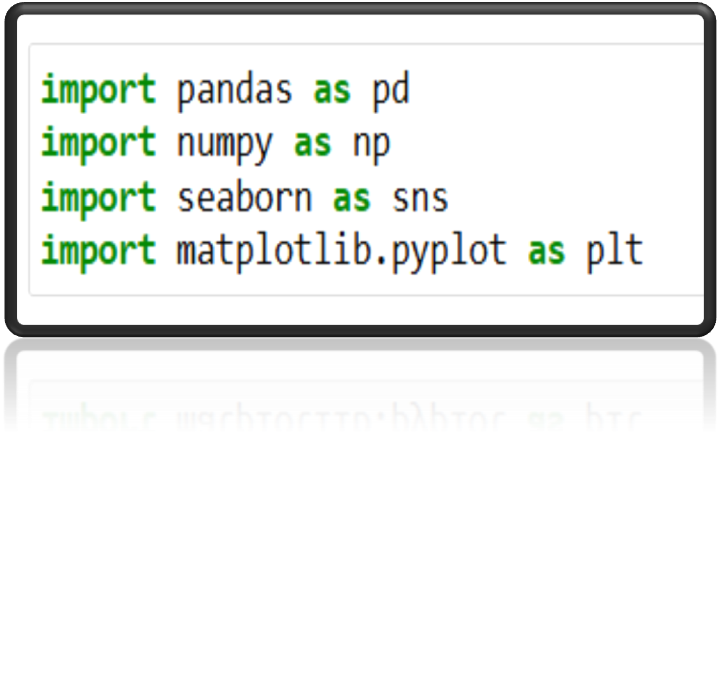 import pandas as pd
import numpy as np
import seaborn as sns
import matplotlib.pyplot as plt